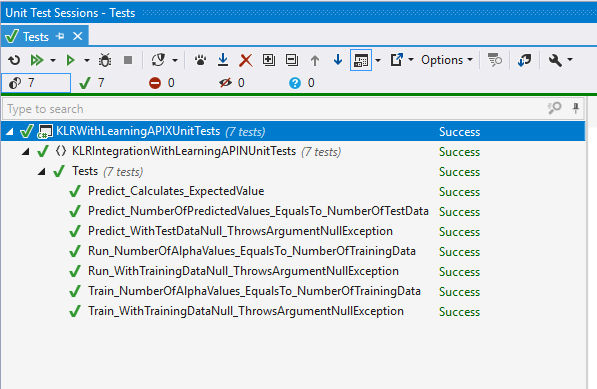 Unit Test Sessions - Tests
Tests
Options
7 7 0 0 0
Type to search
KLRWithLearningAPIXUnitTests (7 tests) Success
KLRIntegrationWithLearningAPINUnitTests (7 tests) Success
Tests (7 tests) Success
Predict_Calculates_ExpectedValue Success
Predict_NumberOfPredictedValues_EqualsTo_NumberOfTestData Success
Predict_WithTestDataNull_ThrowsArgumentNullException Success
Run_NumberOfAlphaValues_EqualsTo_NumberOfTrainingData Success
Run_WithTrainingDataNull_ThrowsArgumentNullException Success
Train_NumberOfAlphaValues_EqualsTo_NumberOfTrainingData Success
Train_WithTrainingDataNull_ThrowsArgumentNullException Success